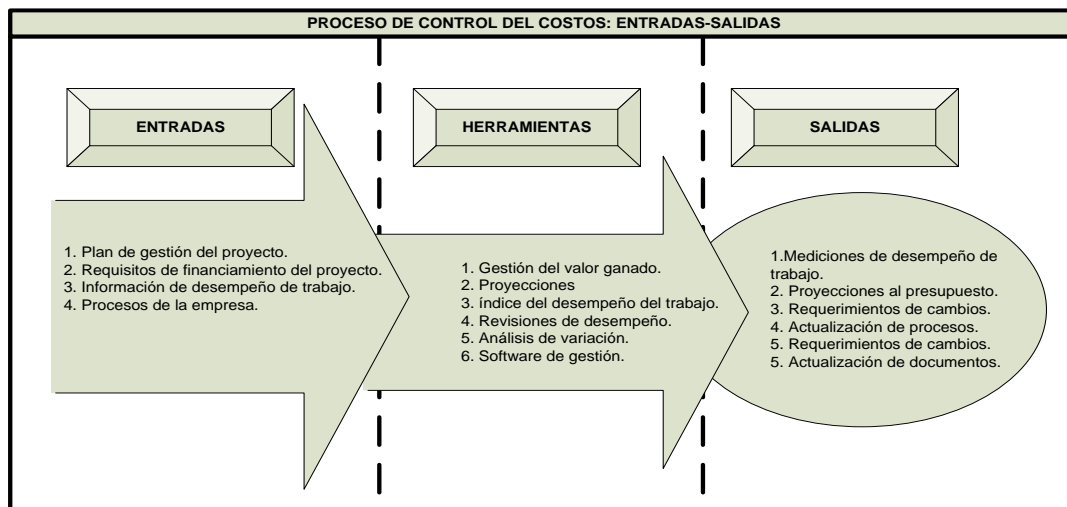 PROCESO DE CONTROL DEL COSTOS: ENTRADAS-SALIDAS
ENTRADAS
1. Plan de gestión del proyecto.
2. Requisitos de financiamiento del proyecto.
3. Información de desempeño de trabajo.
4. Procesos de la empresa.
HERRAMIENTAS
1. Gestión del valor ganado.
2. Proyecciones
3. índice del desempeño del trabajo.
4. Revisiones de desempeño.
5. Análisis de variación.
6. Software de gestión.
SALIDAS
1.Mediciones de desempeño de
trabajo.
2. Proyecciones al presupuesto.
3. Requerimientos de cambios.
4. Actualización de procesos.
5. Requerimientos de cambios.
5. Actualización de documentos.